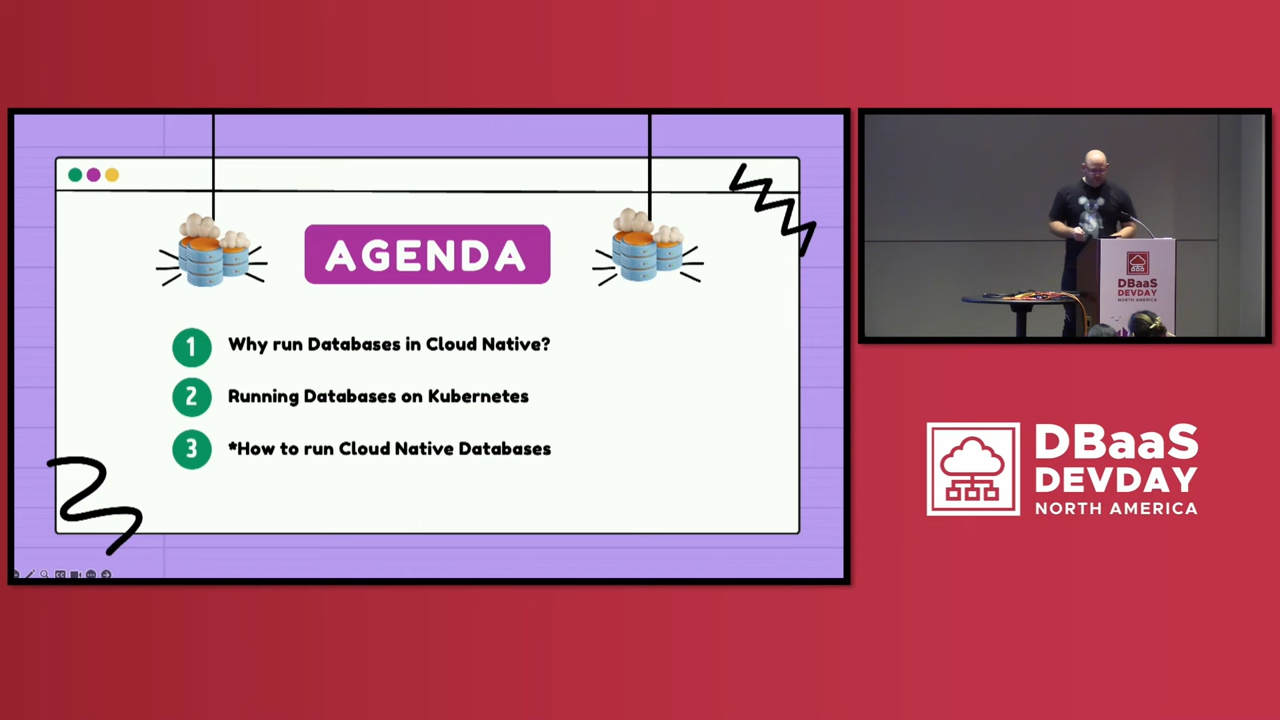 AGENDA
1 Why run Databases in Cloud Native?
2 Running Databases on Kubernetes
3 *How to run Cloud Native Databases
DBaaS
DEVDAY
NORTH AMERICA
DBaaS
DEVDAY
NORTH AMERICA